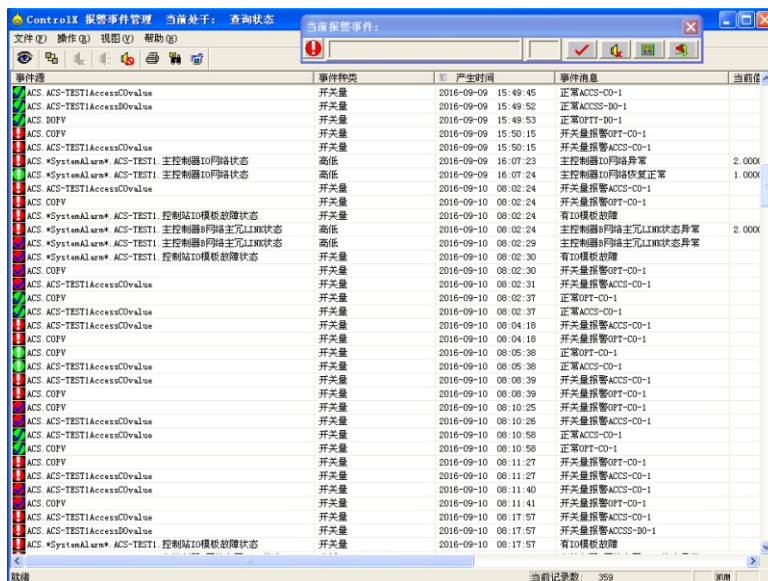 ControlX 报警事件管理 当前处于: 查询状态
当前报警事件:
文件(F) 操作(R) 视图(V) 帮助(H)
事件源 事件种类 产生时间 事件消息 当前值
ACS.ACS-TEST1AccessCOvalue 开关量 2016-09-09 15:49:45 正常ACCS-CO-1
ACS.ACS-TEST1AccessDOvalue 开关量 2016-09-09 15:49:52 正常ACCSS-DO-1
ACS.DOPV 开关量 2016-09-09 15:49:53 正常OPTY-DO-1
ACS.COPV 开关量 2016-09-09 15:50:15 开关量报警OPT-CO-1
ACS.ACS-TEST1AccessCOvalue 开关量 2016-09-09 15:50:15 开关量报警ACCS-CO-1
ACS.*SystemAlarm*.ACS-TEST1.主控制器IO网络状态 高低 2016-09-09 16:07:23 主控制器IO网络异常 2.0000
ACS.*SystemAlarm*.ACS-TEST1.主控制器IO网络状态 高低 2016-09-09 16:07:24 主控制器IO网络恢复正常 1.0000
ACS.ACS-TEST1AccessCOvalue 开关量 2016-09-10 08:02:24 开关量报警ACCS-CO-1
ACS.COPV 开关量 2016-09-10 08:02:24 开关量报警OPT-CO-1
ACS.*SystemAlarm*.ACS-TEST1.控制站IO模板故障状态 开关量 2016-09-10 08:02:24 有IO模板故障
ACS.*SystemAlarm*.ACS-TEST1.主控制器B网络主冗LINK状态 高低 2016-09-10 08:02:24 主控制器B网络主冗LINK状态异常 2.0000
ACS.*SystemAlarm*.ACS-TEST1.主控制器B网络主冗LINK状态 高低 2016-09-10 08:02:29 主控制器B网络主冗LINK状态异常
ACS.*SystemAlarm*.ACS-TEST1.控制站IO模板故障状态 开关量 2016-09-10 08:02:30 有IO模板故障
ACS.COPV 开关量 2016-09-10 08:02:30 开关量报警OPT-CO-1
ACS.ACS-TEST1AccessCOvalue 开关量 2016-09-10 08:02:31 开关量报警ACCS-CO-1
ACS.COPV 开关量 2016-09-10 08:02:37 正常OPT-CO-1
ACS.ACS-TEST1AccessCOvalue 开关量 2016-09-10 08:02:37 正常ACCS-CO-1
ACS.ACS-TEST1AccessCOvalue 开关量 2016-09-10 08:04:18 开关量报警ACCS-CO-1
ACS.COPV 开关量 2016-09-10 08:04:18 开关量报警OPT-CO-1
ACS.COPV 开关量 2016-09-10 08:05:38 正常OPT-CO-1
ACS.ACS-TEST1AccessCOvalue 开关量 2016-09-10 08:05:38 正常ACCS-CO-1
ACS.ACS-TEST1AccessCOvalue 开关量 2016-09-10 08:08:39 开关量报警ACCS-CO-1
ACS.COPV 开关量 2016-09-10 08:08:39 开关量报警OPT-CO-1
ACS.COPV 开关量 2016-09-10 08:10:25 开关量报警OPT-CO-1
ACS.ACS-TEST1AccessCOvalue 开关量 2016-09-10 08:10:26 开关量报警ACCS-CO-1
ACS.ACS-TEST1AccessCOvalue 开关量 2016-09-10 08:10:58 正常ACCS-CO-1
ACS.COPV 开关量 2016-09-10 08:10:58 正常OPT-CO-1
ACS.COPV 开关量 2016-09-10 08:11:27 开关量报警OPT-CO-1
ACS.ACS-TEST1AccessCOvalue 开关量 2016-09-10 08:11:27 开关量报警ACCS-CO-1
ACS.ACS-TEST1AccessCOvalue 开关量 2016-09-10 08:11:40 开关量报警ACCS-CO-1
ACS.COPV 开关量 2016-09-10 08:11:41 开关量报警OPT-CO-1
ACS.ACS-TEST1AccessCOvalue 开关量 2016-09-10 08:17:57 开关量报警ACCS-CO-1
ACS.ACS-TEST1AccessDOvalue 开关量 2016-09-10 08:17:57 开关量报警ACCSS-DO-1
ACS.*SystemAlarm*.ACS-TEST1.控制站IO模板故障状态 开关量 2016-09-10 08:17:57 有IO模板故障
就绪 当前记录数: 359 NUM